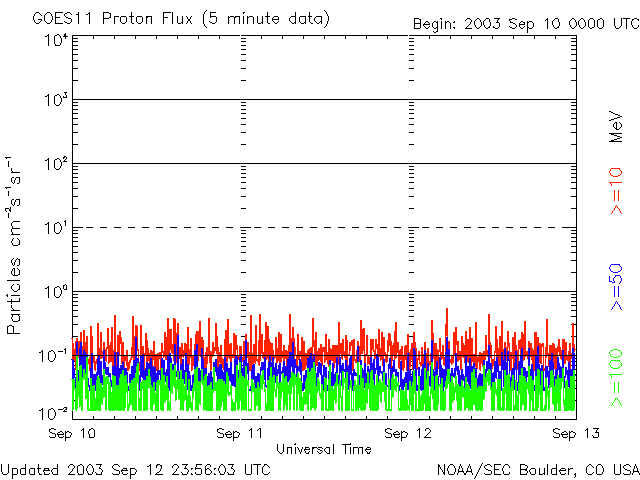 GOES11 Proton Flux (5 minute data)
Begin: 2003 Sep 10 0000 UTC
Particles cm⁻²s⁻¹sr⁻¹
10⁴
10³
10²
10¹
10⁰
10⁻¹
10⁻²
Sep 10
Sep 11
Sep 12
Sep 13
Universal Time
MeV
>=10
>=50
>=100
Updated 2003 Sep 12 23:56:03 UTC
NOAA/SEC Boulder, CO USA